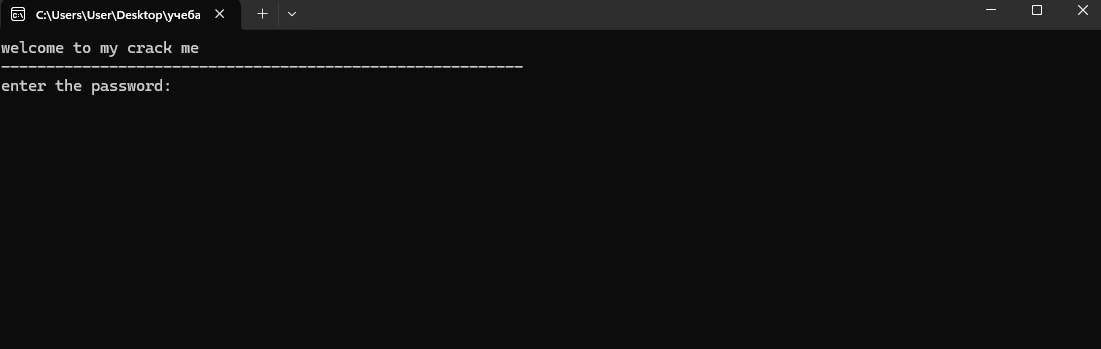 C:\Users\User\Desktop\учеба
welcome to my crack me
----------------------------------------------------------
enter the password: